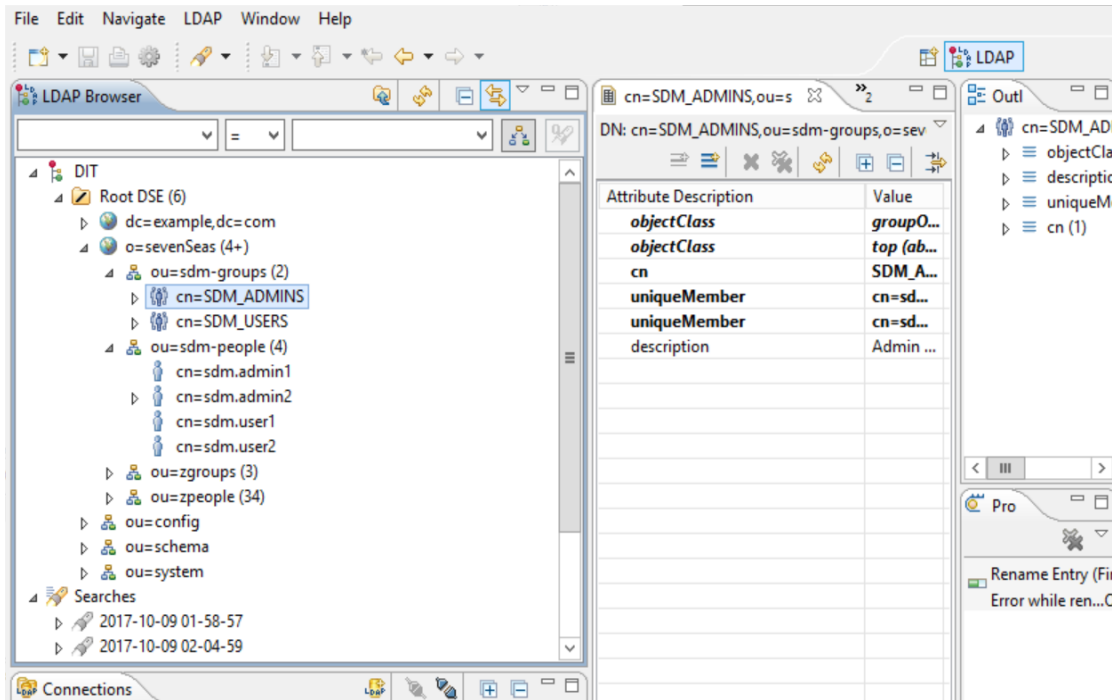 File Edit Navigate LDAP Window Help
LDAP
LDAP Browser
=
DIT
Root DSE (6)
dc=example,dc=com
o=sevenSeas (4+)
ou=sdm-groups (2)
cn=SDM_ADMINS
cn=SDM_USERS
ou=sdm-people (4)
cn=sdm.admin1
cn=sdm.admin2
cn=sdm.user1
cn=sdm.user2
ou=zgroups (3)
ou=zpeople (34)
ou=config
ou=schema
ou=system
Searches
2017-10-09 01-58-57
2017-10-09 02-04-59
Connections
cn=SDM_ADMINS,ou=s
»2
DN: cn=SDM_ADMINS,ou=sdm-groups,o=sev
Attribute Description Value
objectClass groupO...
objectClass top (ab...
cn SDM_A...
uniqueMember cn=sd...
uniqueMember cn=sd...
description Admin ...
Outl
cn=SDM_AD
objectCla
descriptio
uniqueM
cn (1)
Pro
Rename Entry (Fi
Error while ren...